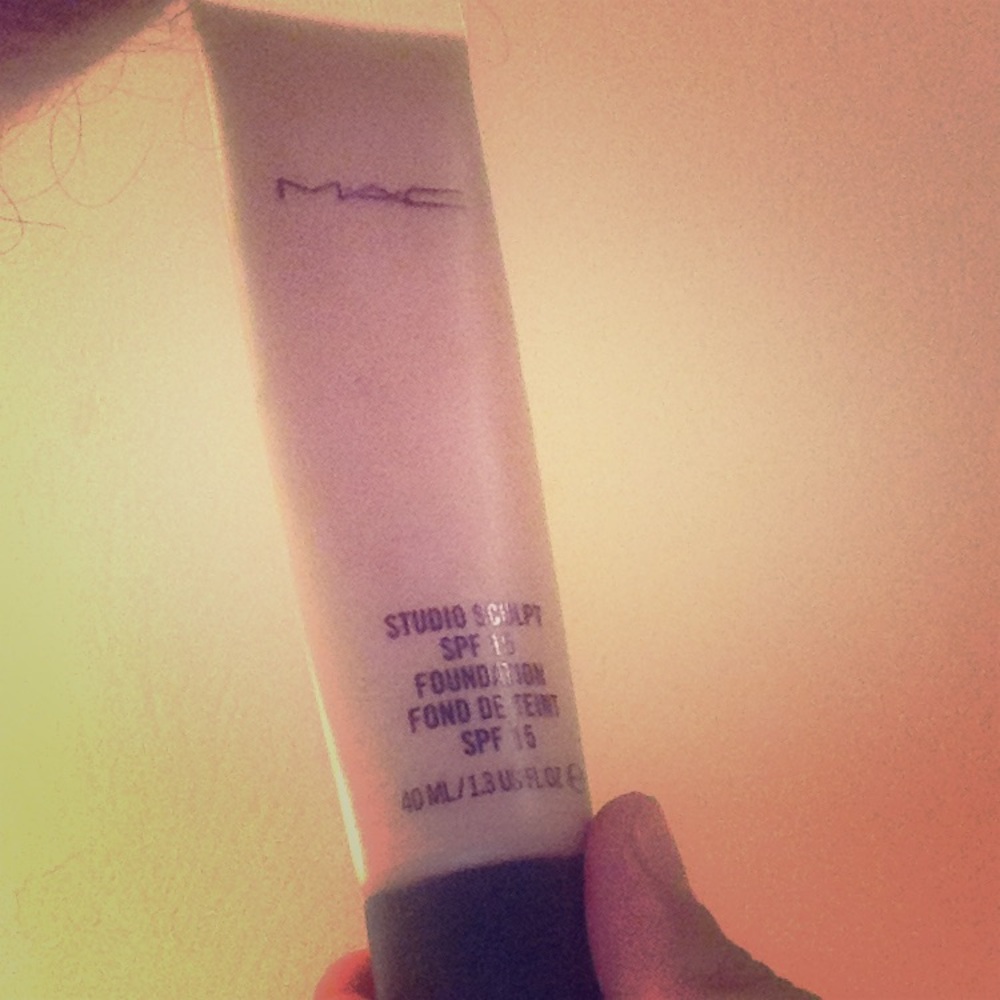 MAC
STUDIO SCULPT
SPF 15
FOUNDATION
FOND DE TEINT
SPF 15
40 ML/1.3 US FL OZ e